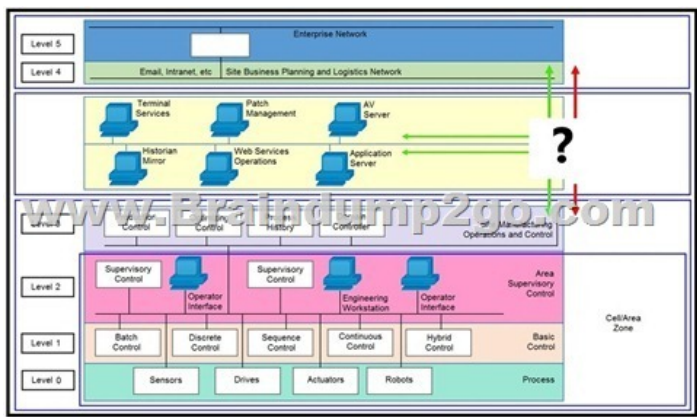 Enterprise Network
Level 5
Level 4
Email, Intranet, etc
Site Business Planning and Logistics Network
Terminal Services
Patch Management
AV Server
?
Historian Mirror
Web Services Operations
Application Server
www.Braindump2go.com
Level
Control
Control
History
Controller
Manufacturing
Operations and Control
Level 2
Supervisory Control
Operator Interface
Supervisory Control
Engineering Workstation
Operator Interface
Area Supervisory Control
Cell/Area Zone
Level 1
Batch Control
Discrete Control
Sequence Control
Continuous Control
Hybrid Control
Basic Control
Level 0
Sensors
Drives
Actuators
Robots
Process